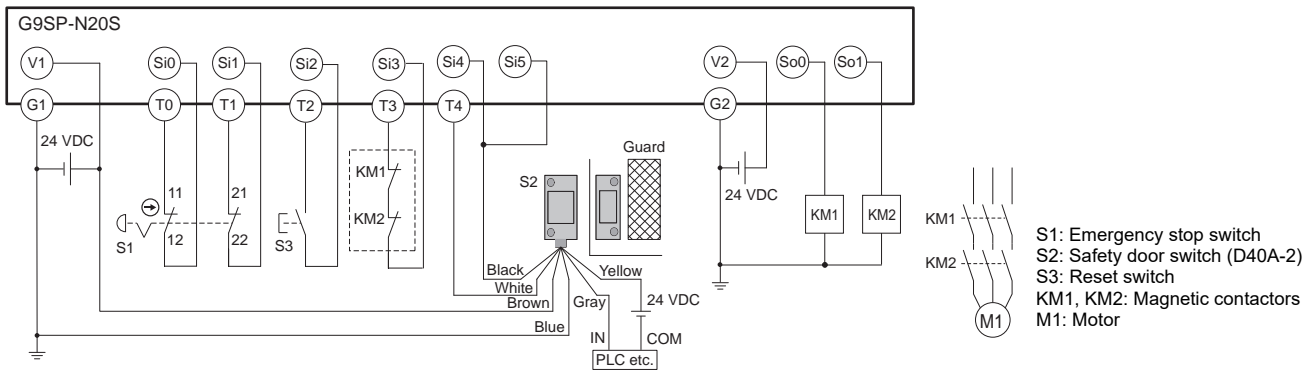 G9SP-N20S
V1 Si0 Si1 Si2 Si3 Si4 Si5 V2 So0 So1
G1 T0 T1 T2 T3 T4 G2
24 VDC
Guard
KM1
S2
24 VDC
11 21
KM2
KM1 KM2
12 22
S1
S3
KM1
KM2
M1
S1: Emergency stop switch
S2: Safety door switch (D40A-2)
S3: Reset switch
KM1, KM2: Magnetic contactors
M1: Motor
Black Yellow
White
Brown Gray 24 VDC
Blue
IN COM
PLC etc.